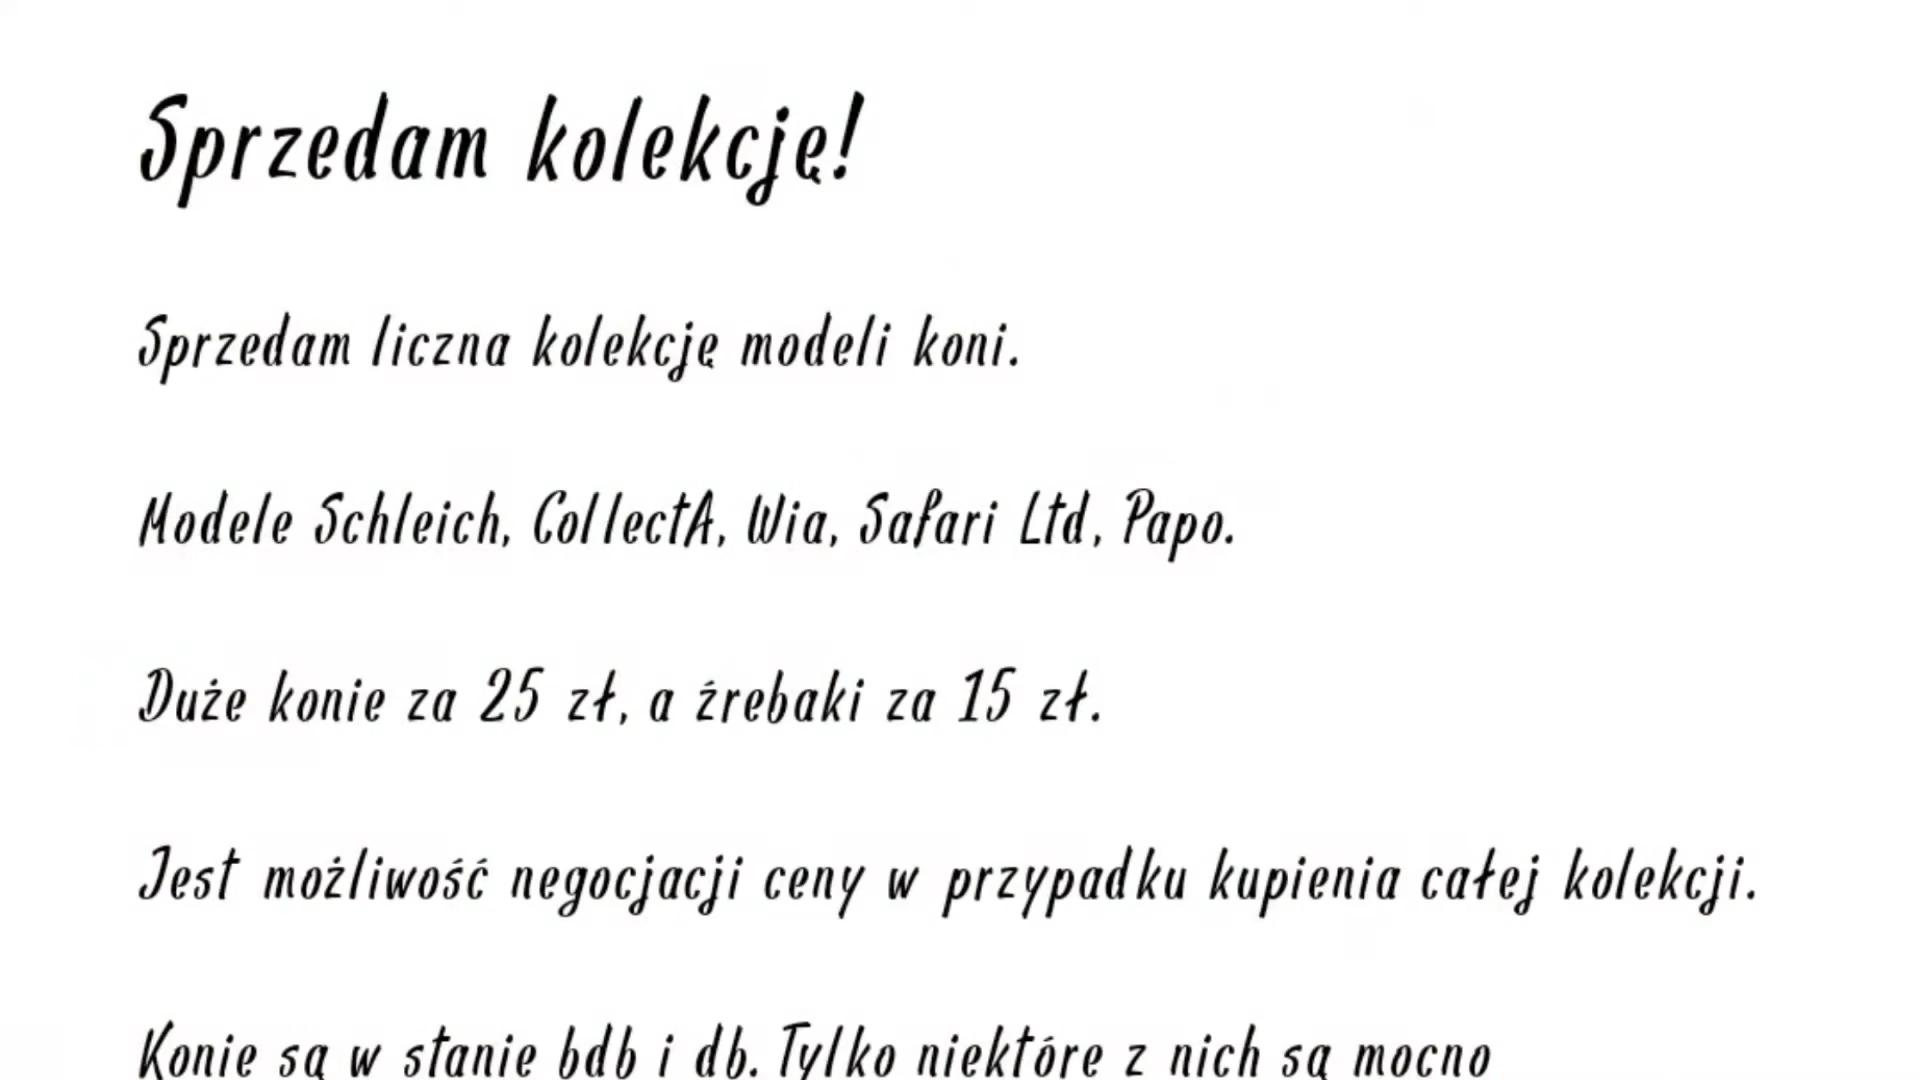 Sprzedam kolekcję!
Sprzedam liczna kolekcję modeli koni.
Modele Schleich, CollectA, Wia, Safari Ltd, Papo.
Duże konie za 25 zł, a źrebaki za 15 zł.
Jest możliwość negocjacji ceny w przypadku kupienia całej kolekcji.
Konie są w stanie bdb i db. Tylko niektóre z nich są mocno